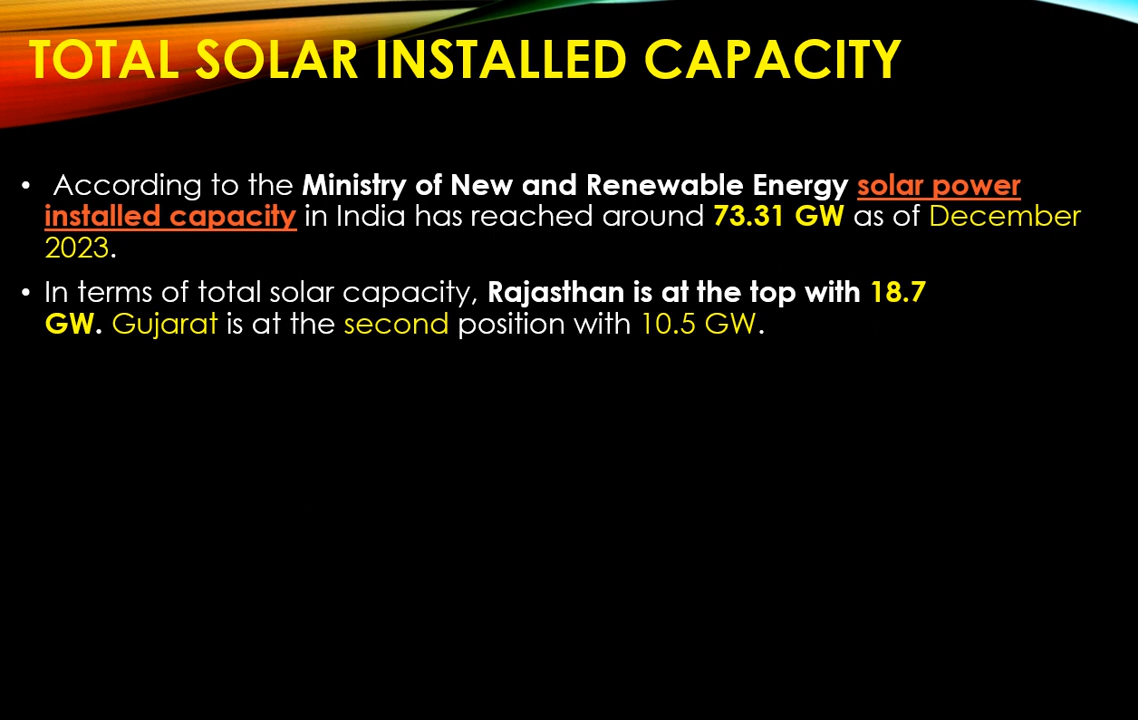 TOTAL SOLAR INSTALLED CAPACITY
• According to the Ministry of New and Renewable Energy solar power
installed capacity in India has reached around 73.31 GW as of December
2023.
• In terms of total solar capacity, Rajasthan is at the top with 18.7
GW. Gujarat is at the second position with 10.5 GW.